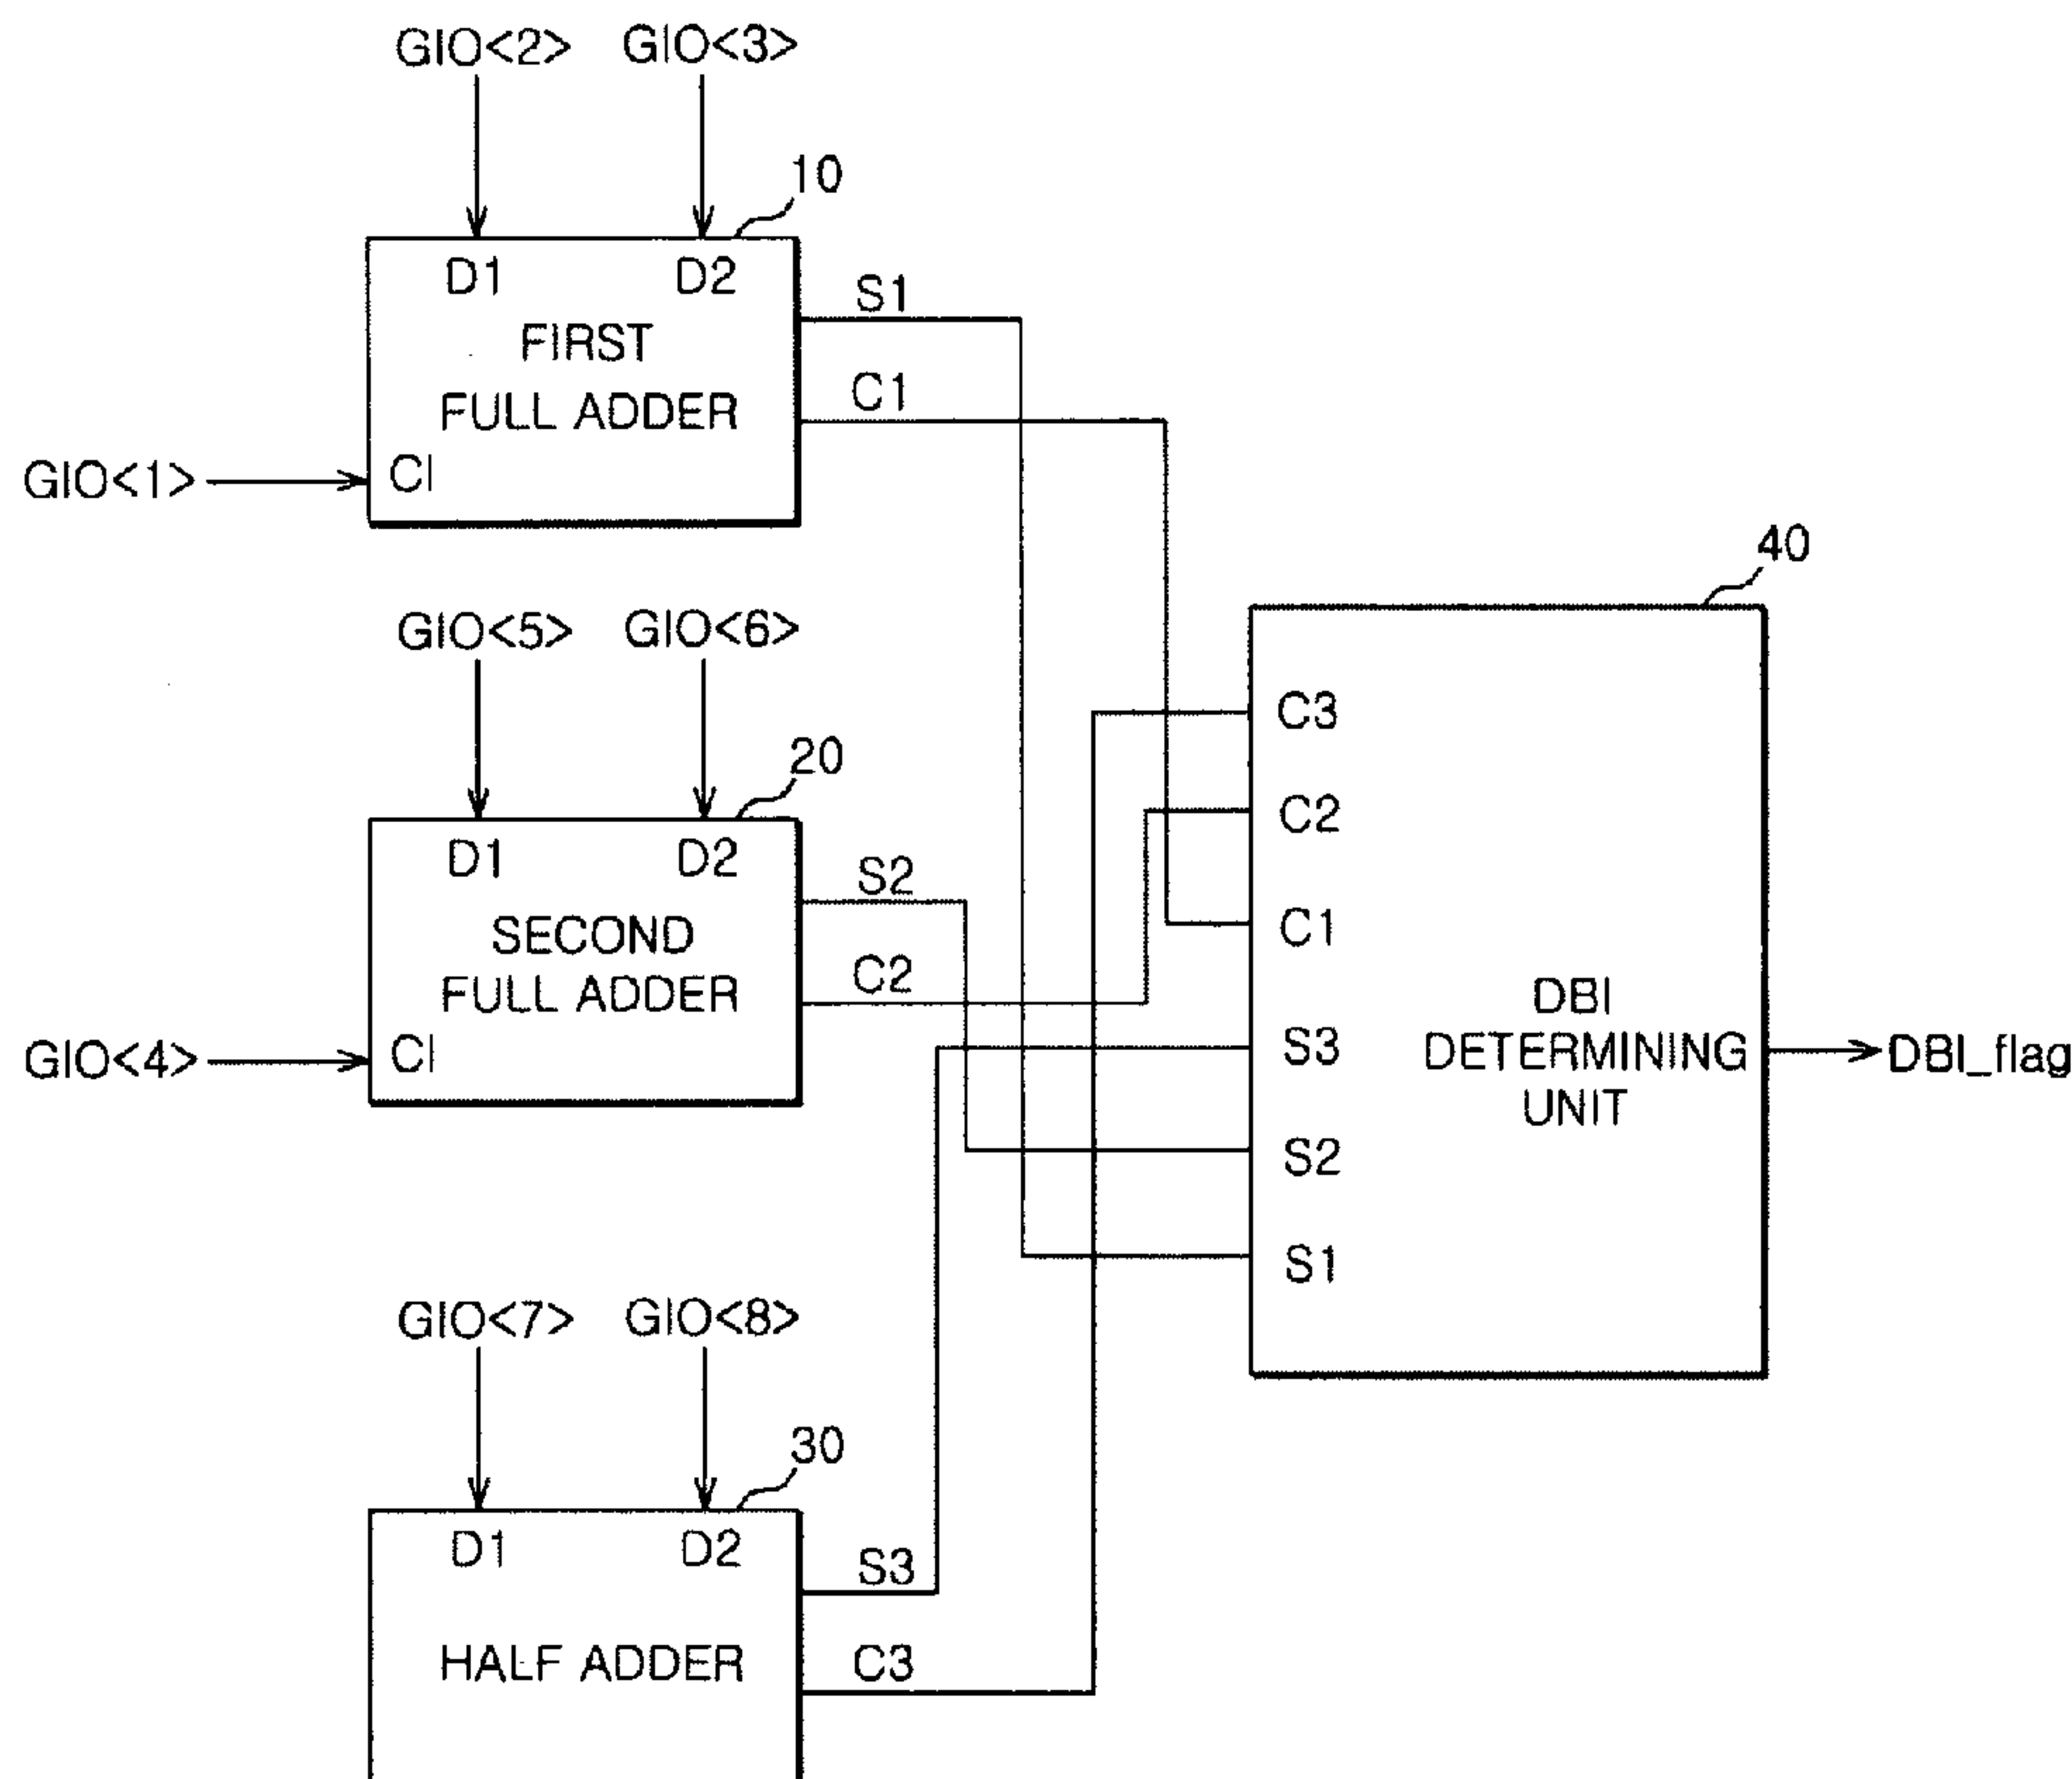 GIO<2> GIO<3>
10
D1 D2
S1
FIRST
FULL ADDER
C1
GIO<1>
CI
40
GIO<5> GIO<6>
20
D1 D2
S2
SECOND
FULL ADDER
C2
GIO<4>
CI
C3
C2
C1
S3
S2
S1
DBI
DETERMINING
UNIT
DBI_flag
GIO<7> GIO<8>
30
D1 D2
S3
HALF ADDER
C3